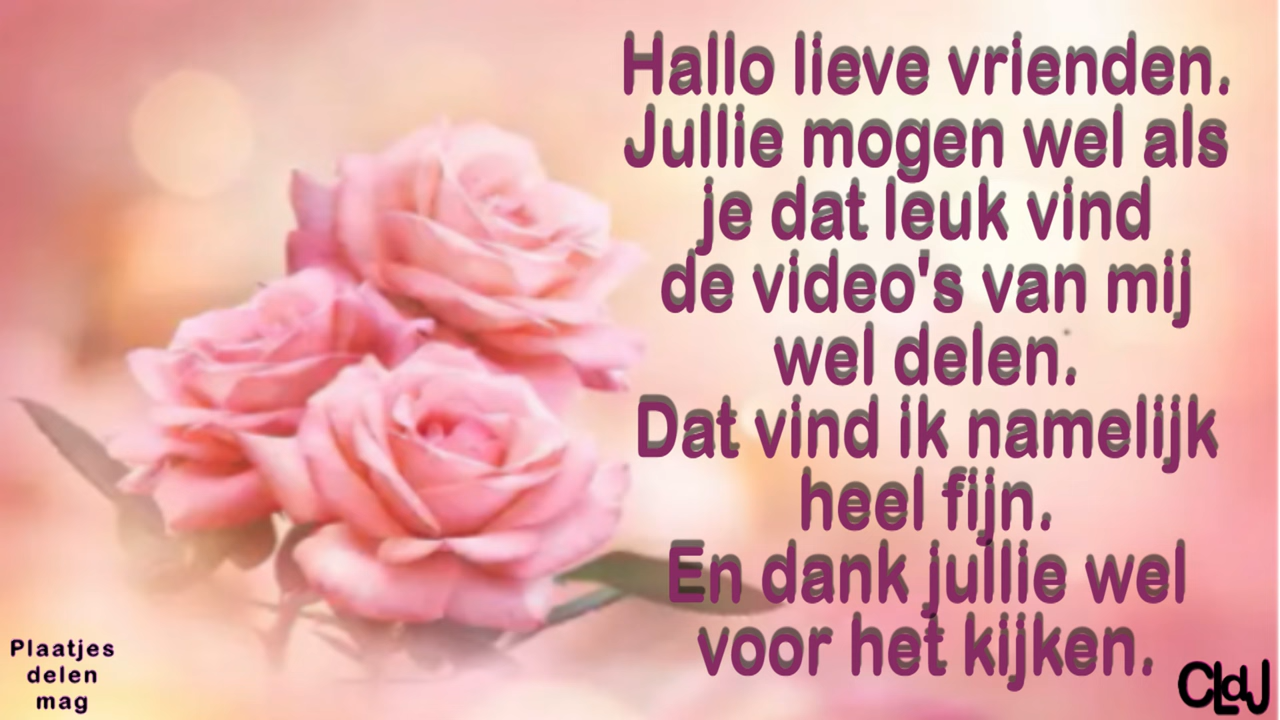 Hallo lieve vrienden.
Jullie mogen wel als
je dat leuk vind
de video's van mij
wel delen.
Dat vind ik namelijk
heel fijn.
En dank jullie wel
voor het kijken.
Plaatjes
delen
mag
CLdJ